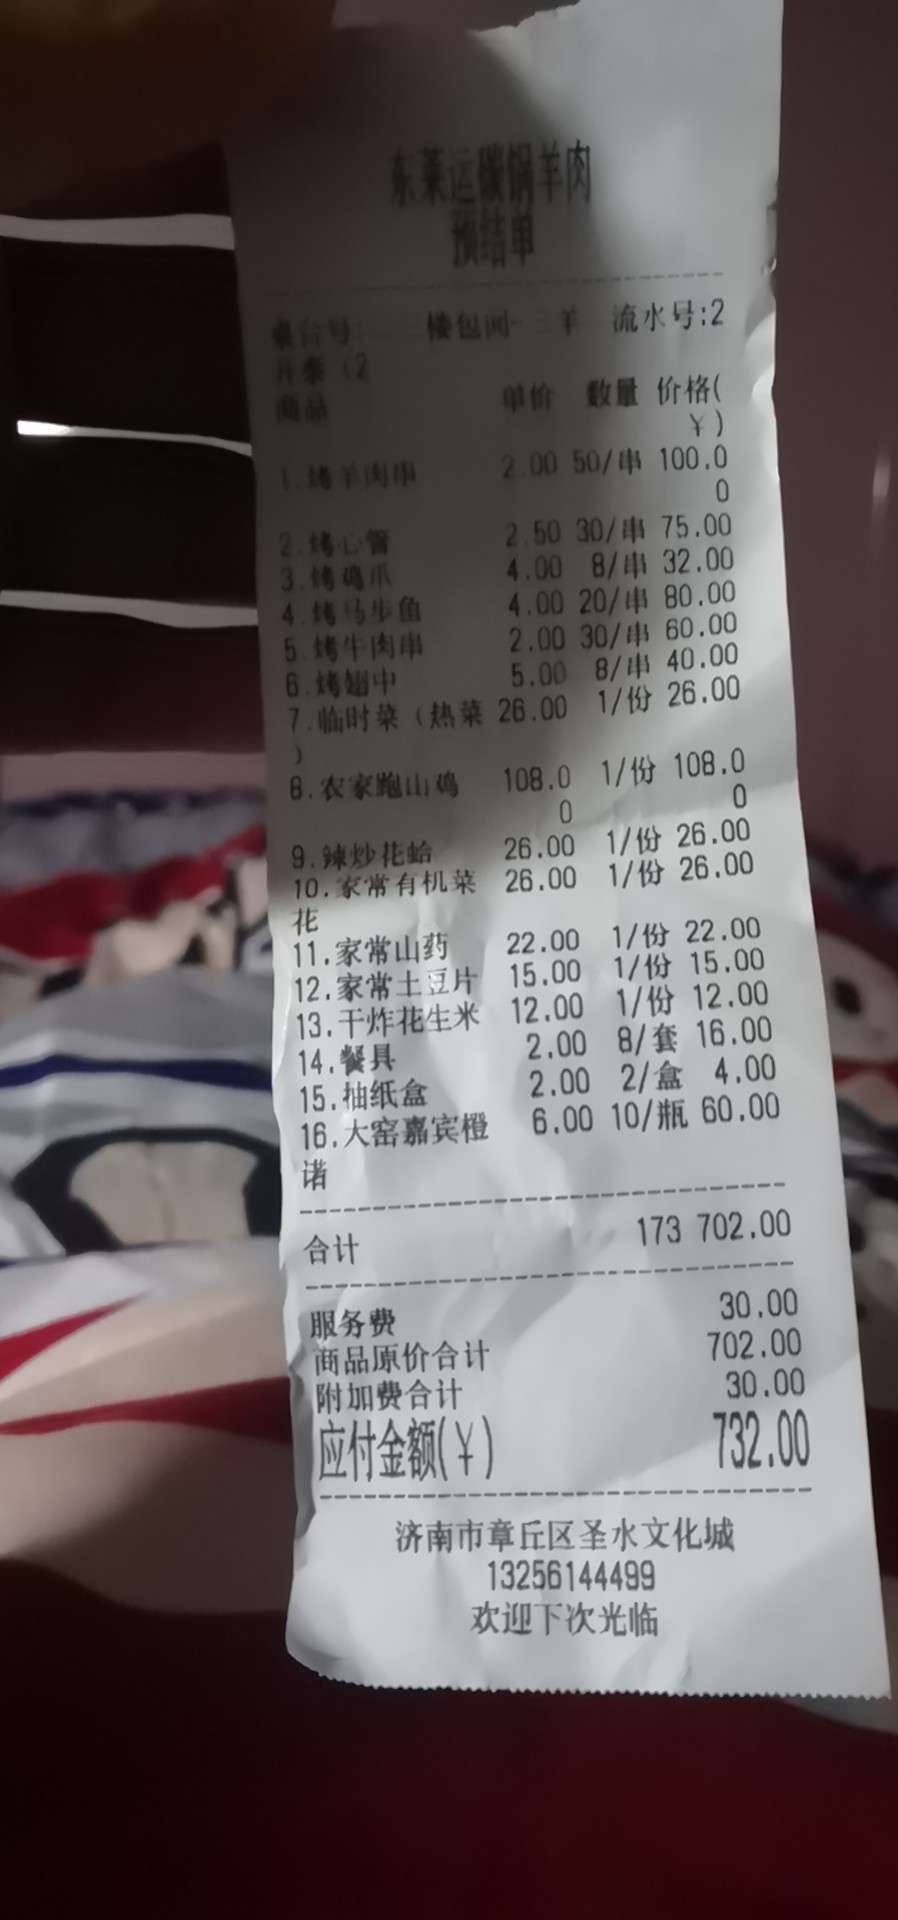 东莱运碳锅羊肉
预结单
桌台号: 三楼包间-三羊 流水号:2
开泰（2
商品 单价 数量 价格(
￥)
1.烤羊肉串 2.00 50/串 100.0
0
2.烤心管 2.50 30/串 75.00
3.烤鸡爪 4.00 8/串 32.00
4.烤马步鱼 4.00 20/串 80.00
5.烤牛肉串 2.00 30/串 60.00
6.烤翅中 5.00 8/串 40.00
7.临时菜（热菜 26.00 1/份 26.00
）
8.农家跑山鸡 108.0 1/份 108.0
0 0
9.辣炒花蛤 26.00 1/份 26.00
10.家常有机菜 26.00 1/份 26.00
花
11.家常山药 22.00 1/份 22.00
12.家常土豆片 15.00 1/份 15.00
13.干炸花生米 12.00 1/份 12.00
14.餐具 2.00 8/套 16.00
15.抽纸盒 2.00 2/盒 4.00
16.大窑嘉宾橙 6.00 10/瓶 60.00
诺
合计 173 702.00
服务费 30.00
商品原价合计 702.00
附加费合计 30.00
应付金额(￥) 732.00
济南市章丘区圣水文化城
13256144499
欢迎下次光临